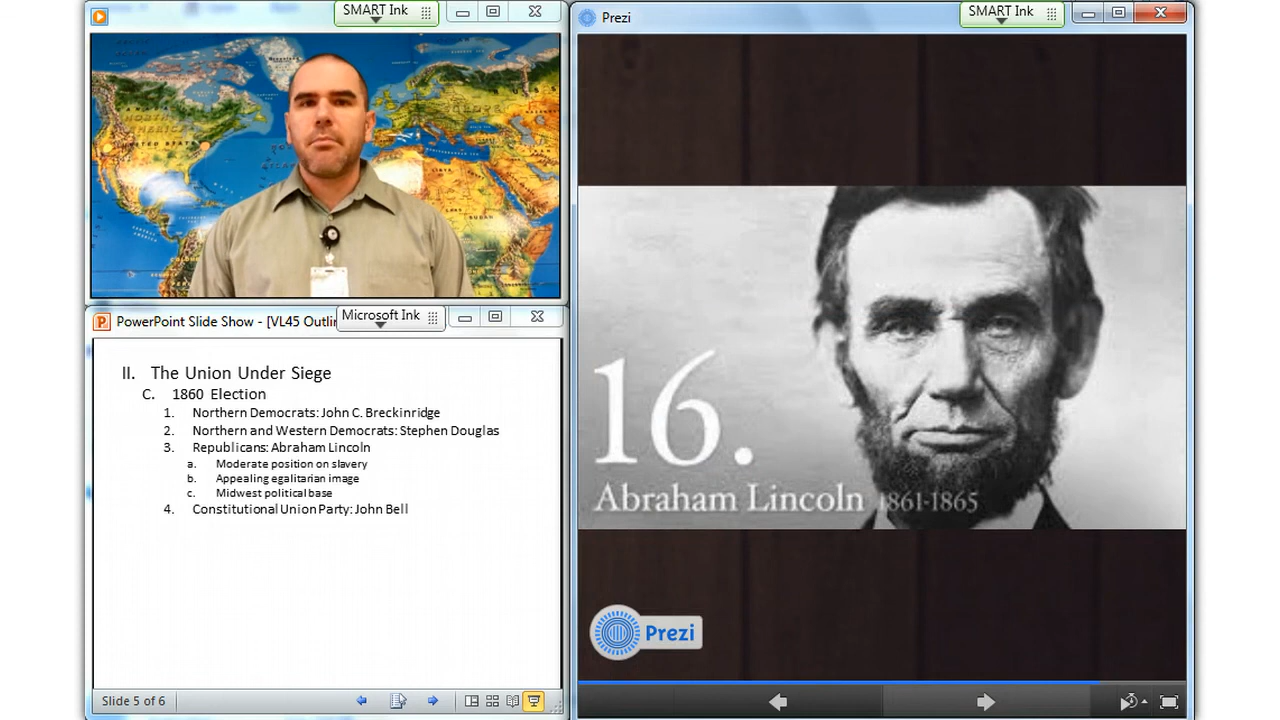 SMART Ink
Prezi
SMART Ink
PowerPoint Slide Show - [VL45 Outli
Microsoft Ink
II. The Union Under Siege
C. 1860 Election
1. Northern Democrats: John C. Breckinridge
2. Northern and Western Democrats: Stephen Douglas
3. Republicans: Abraham Lincoln
a. Moderate position on slavery
b. Appealing egalitarian image
c. Midwest political base
4. Constitutional Union Party: John Bell
Slide 5 of 6
16.
Abraham Lincoln 1861-1865
Prezi